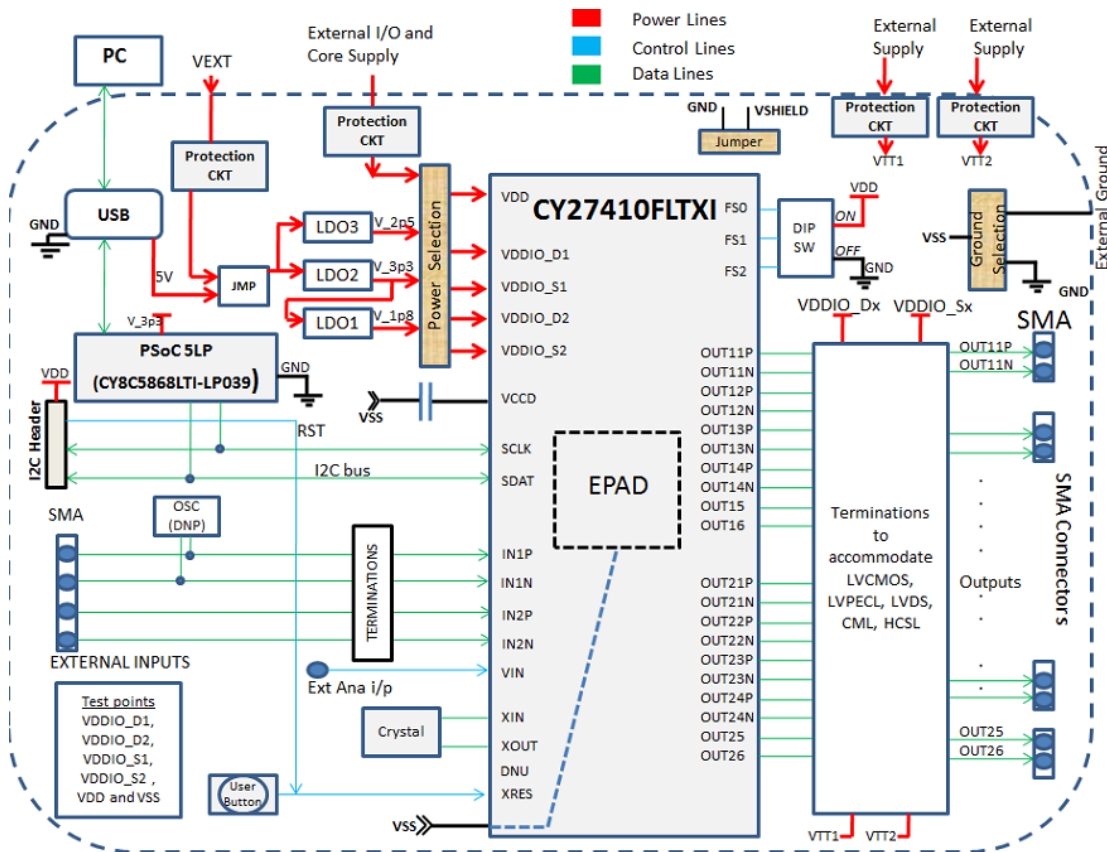 External I/O and
Core Supply
Power Lines
Control Lines
Data Lines
External
Supply
External
Supply
PC
VEXT
GND
VSHIELD
Jumper
Protection
CKT
Protection
CKT
VTT1
VTT2
Protection
CKT
Protection
CKT
External Ground
USB
GND
5V
JMP
LDO3
V_2p5
LDO2
V_3p3
LDO1
V_1p8
Power Selection
CY27410FLTXI
VDD
VDDIO_D1
VDDIO_S1
VDDIO_D2
VDDIO_S2
VCCD
SCLK
SDAT
IN1P
IN1N
IN2P
IN2N
VIN
XIN
XOUT
DNU
XRES
EPAD
FS0
FS1
FS2
DIP
SW
ON
VDD
OFF
GND
VSS
Ground
Selection
GND
V_3p3
PSoC 5LP
(CY8C5868LTI-LP039)
GND
VDD
I2C Header
RST
VSS
I2C bus
SMA
OSC
(DNP)
TERMINATIONS
EXTERNAL INPUTS
Ext Ana i/p
Crystal
User
Button
VSS
Test points
VDDIO_D1,
VDDIO_D2,
VDDIO_S1,
VDDIO_S2 ,
VDD and VSS
OUT11P
OUT11N
OUT12P
OUT12N
OUT13P
OUT13N
OUT14P
OUT14N
OUT15
OUT16
OUT21P
OUT21N
OUT22P
OUT22N
OUT23P
OUT23N
OUT24P
OUT24N
OUT25
OUT26
VDDIO_Dx
VDDIO_Sx
Terminations
to
accommodate
LVCMOS,
LVPECL, LVDS,
CML, HCSL
VTT1
VTT2
SMA
OUT11P
OUT11N
Outputs
SMA Connectors
OUT25
OUT26